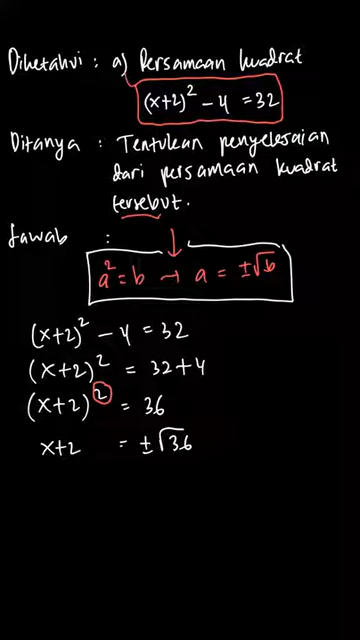 Diketahui : a) Persamaan kuadrat
(x+2)² - 4 = 32
Ditanya : Tentukan penyelesaian
dari persamaan kuadrat
tersebut.
Jawab :
a² = b → a = ±√b
(x+2)² - 4 = 32
(x+2)² = 32+4
(x+2)² = 36
x+2 = ±√36